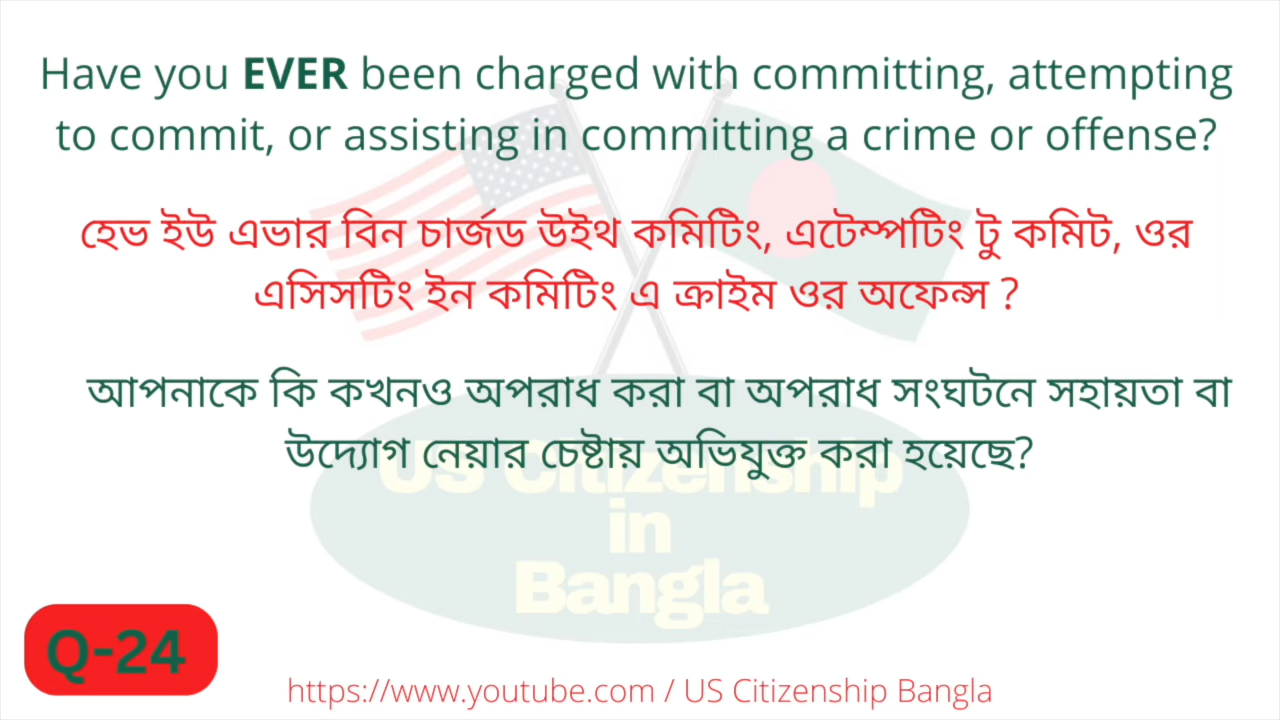 Have you EVER been charged with committing, attempting
to commit, or assisting in committing a crime or offense?
হেভ ইউ এভার বিন চার্জড উইথ কমিটিং, এটেম্পটিং টু কমিট, ওর
এসিসটিং ইন কমিটিং এ ক্রাইম ওর অফেন্স ?
আপনাকে কি কখনও অপরাধ করা বা অপরাধ সংঘটনে সহায়তা বা
উদ্যোগ নেয়ার চেষ্টায় অভিযুক্ত করা হয়েছে?
US Citizenship
in
Bangla
Q-24
https://www.youtube.com / US Citizenship Bangla